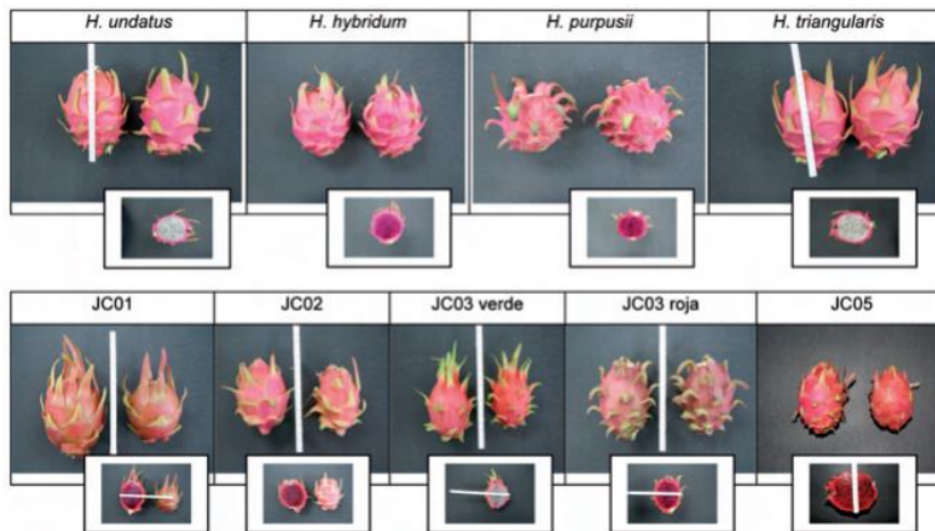 H. undatus
H. hybridum
H. purpusii
H. triangularis
JC01
JC02
JC03 verde
JC03 roja
JC05